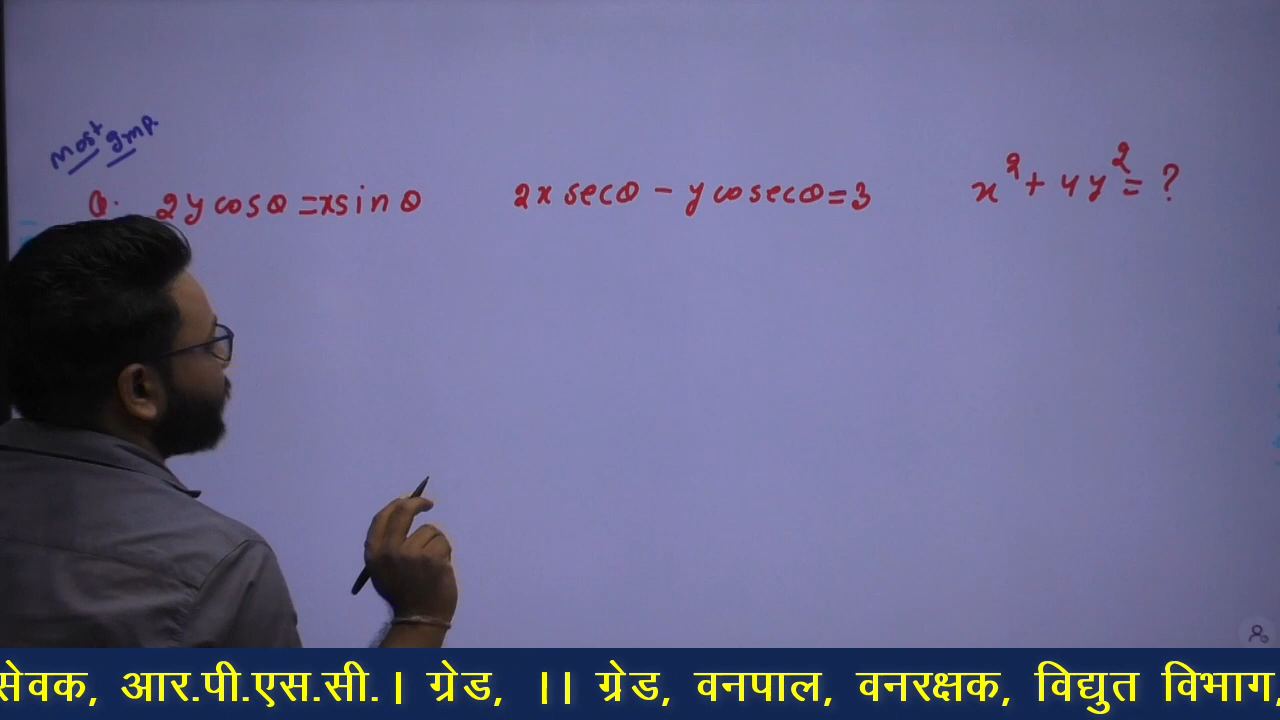 Most Imp.
Q. 2y cosθ = x sinθ 2x secθ - y cosecθ = 3 x² + 4y² = ?
सेवक, आर.पी.एस.सी. I ग्रेड, II ग्रेड, वनपाल, वनरक्षक, विद्युत विभाग,